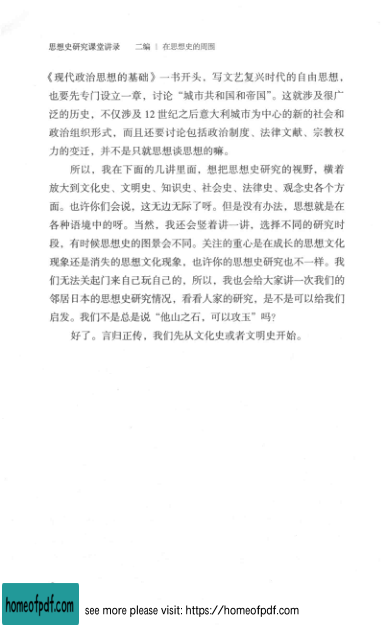 思想史研究课堂讲录 二编 | 在思想史的周围
《现代政治思想的基础》一书开头，写文艺复兴时代的自由思想，
也要先专门设立一章，讨论“城市共和国和帝国”。这就涉及很广
泛的历史，不仅涉及 12 世纪之后意大利城市为中心的新的社会和
政治组织形式，而且还要讨论包括政治制度、法律文献、宗教权
力的变迁，并不是只就思想谈思想的嘛。
所以，我在下面的几讲里面，想把思想史研究的视野，横着
放大到文化史、文明史、知识史、社会史、法律史、观念史各个方
面。也许你们会说，这无边无际了呀。但是没有办法，思想就是在
各种语境中的呀。当然，我还会竖着讲一讲，选择不同的研究时
段，有时候思想史的图景会不同。关注的重心是在成长的思想文化
现象还是消失的思想文化现象，也许你的思想史研究也不一样。我
们无法关起门来自己玩自己的，所以，我也会给大家讲一次我们的
邻居日本的思想史研究情况，看看人家的研究，是不是可以给我们
启发。我们不是总是说“他山之石，可以攻玉”吗？
好了。言归正传，我们先从文化史或者文明史开始。
homeofpdf.com
see more please visit: https://homeofpdf.com